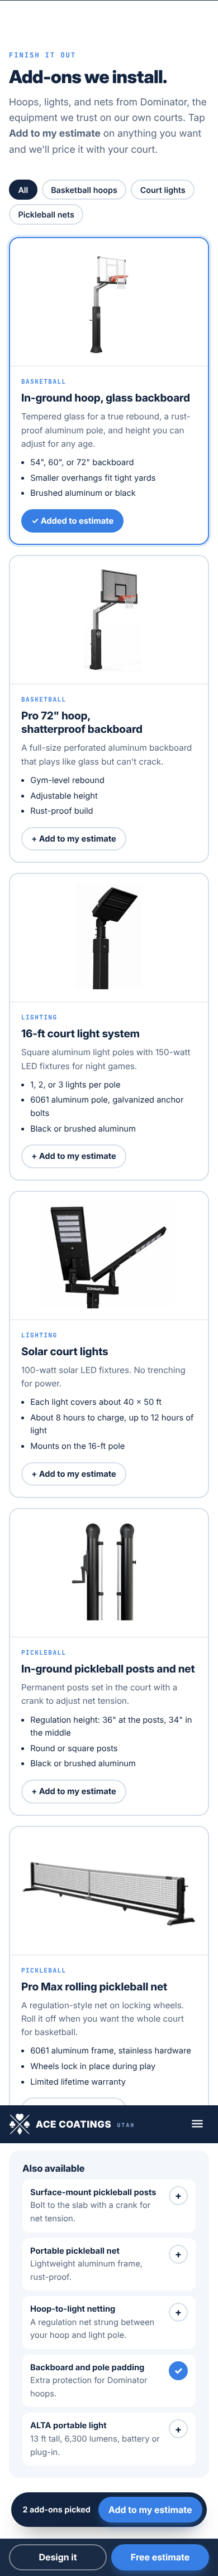 FINISH IT OUT
Add-ons we install.
Hoops, lights, and nets from Dominator, the
equipment we trust on our own courts. Tap
Add to my estimate on anything you want
and we'll price it with your court.
All
Basketball hoops
Court lights
Pickleball nets
BASKETBALL
In-ground hoop, glass backboard
Tempered glass for a true rebound, a rust-
proof aluminum pole, and height you can
adjust for any age.
• 54", 60", or 72" backboard
• Smaller overhangs fit tight yards
• Brushed aluminum or black
✓ Added to estimate
BASKETBALL
Pro 72" hoop,
shatterproof backboard
A full-size perforated aluminum backboard
that plays like glass but can't crack.
• Gym-level rebound
• Adjustable height
• Rust-proof build
+ Add to my estimate
LIGHTING
16-ft court light system
Square aluminum light poles with 150-watt
LED fixtures for night games.
• 1, 2, or 3 lights per pole
• 6061 aluminum pole, galvanized anchor
bolts
• Black or brushed aluminum
+ Add to my estimate
DOMINATOR
LIGHTING
Solar court lights
100-watt solar LED fixtures. No trenching
for power.
• Each light covers about 40 × 50 ft
• About 8 hours to charge, up to 12 hours of
light
• Mounts on the 16-ft pole
+ Add to my estimate
PICKLEBALL
In-ground pickleball posts and net
Permanent posts set in the court with a
crank to adjust net tension.
• Regulation height: 36" at the posts, 34" in
the middle
• Round or square posts
• Black or brushed aluminum
+ Add to my estimate
PICKLEBALL
Pro Max rolling pickleball net
A regulation-style net on locking wheels.
Roll it off when you want the whole court
for basketball.
• 6061 aluminum frame, stainless hardware
• Wheels lock in place during play
• Limited lifetime warranty
ACE COATINGS UTAH
Also available
Surface-mount pickleball posts
Bolt to the slab with a crank for
net tension.
+
Portable pickleball net
Lightweight aluminum frame,
rust-proof.
+
Hoop-to-light netting
A regulation net strung between
your hoop and light pole.
+
Backboard and pole padding
Extra protection for Dominator
hoops.
✓
ALTA portable light
13 ft tall, 6,300 lumens, battery or
plug-in.
+
2 add-ons picked
Add to my estimate
Design it
Free estimate